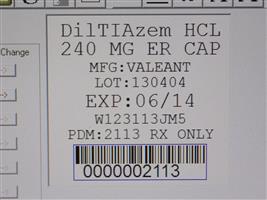 Change
DilTIAzem HCL
240 MG ER CAP
MFG:VALEANT
LOT:130404
EXP:06/14
W123113JM5
PDM:2113 RX ONLY
0000002113